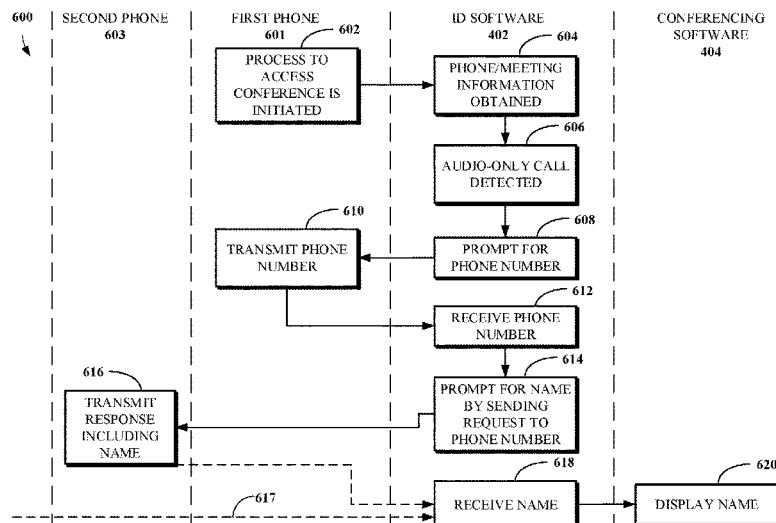 600
SECOND PHONE
603
FIRST PHONE
601
ID SOFTWARE
402
CONFERENCING
SOFTWARE
404
602
PROCESS TO
ACCESS
CONFERENCE IS
INITIATED
604
PHONE/MEETING
INFORMATION
OBTAINED
606
AUDIO-ONLY CALL
DETECTED
608
PROMPT FOR
PHONE NUMBER
610
TRANSMIT PHONE
NUMBER
612
RECEIVE PHONE
NUMBER
614
PROMPT FOR NAME
BY SENDING
REQUEST TO
PHONE NUMBER
616
TRANSMIT
RESPONSE
INCLUDING
NAME
617
618
RECEIVE NAME
620
DISPLAY NAME